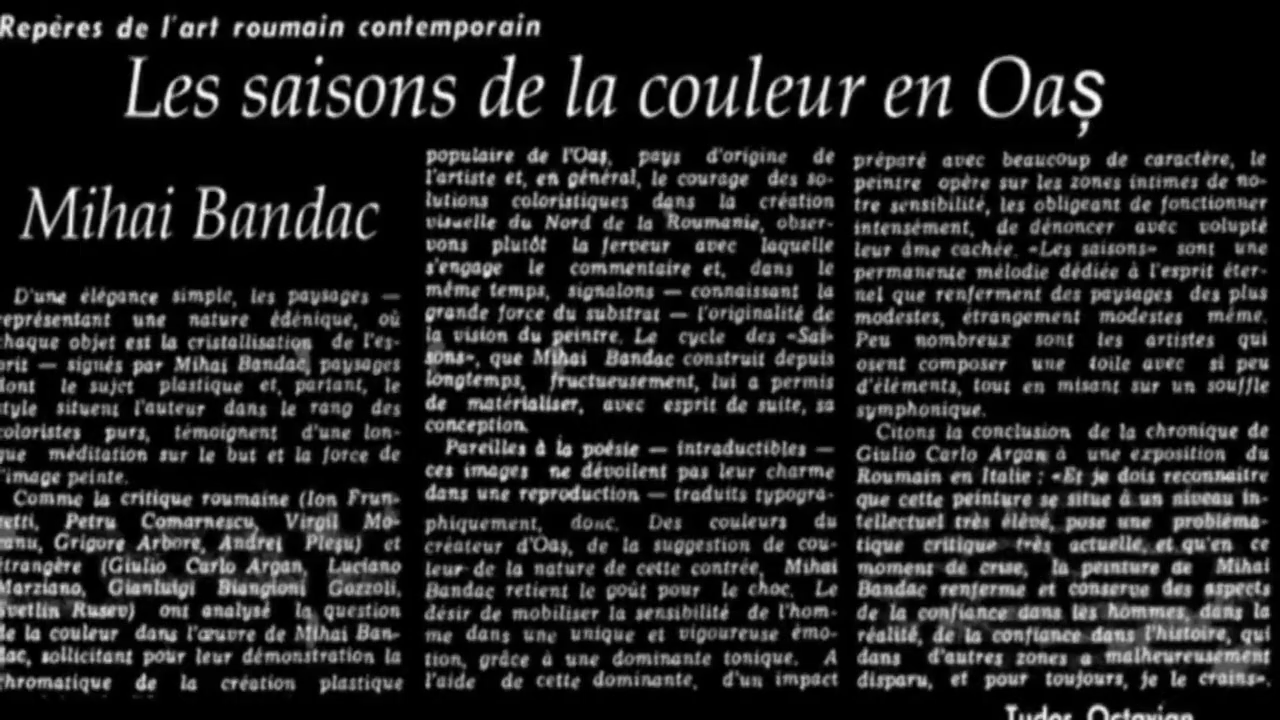 Repères de l'art roumain contemporain
Les saisons de la couleur en Oaș
Mihai Bandac
D'une élégance simple, les paysages —
représentant une nature édénique, où
chaque objet est la cristallisation de l'es-
prit — signés par Mihai Bandac, paysages
dont le sujet plastique et, partant, le
style situent l'auteur dans le rang des
coloristes purs, témoignent d'une lon-
gue méditation sur le but et la force de
l'image peinte.
Comme la critique roumaine (Ion Frun-
zetti, Petru Comarnescu, Virgil Mo-
canu, Grigore Arbore, Andrei Pleșu) et
étrangère (Giulio Carlo Argan, Luciano
Marziano, Gianluigi Biangioni Gazzoli,
Svetlin Rusev) ont analysé la question
de la couleur dans l'œuvre de Mihai Ban-
dac, sollicitant pour leur démonstration la
chromatique de la création plastique
populaire de l'Oaș, pays d'origine de
l'artiste et, en général, le courage des so-
lutions coloristiques dans la création
visuelle du Nord de la Roumanie, obser-
vons plutôt la ferveur avec laquelle
s'engage le commentaire et, dans le
même temps, signalons — connaissant la
grande force du substrat — l'originalité de
la vision du peintre. Le cycle des «Sai-
sons», que Mihai Bandac construit depuis
longtemps, fructueusement, lui a permis
de matérialiser, avec esprit de suite, sa
conception.
Pareilles à la poésie — intraductibles —
ces images ne dévoilent pas leur charme
dans une reproduction — traduits typogra-
phiquement, donc. Des couleurs du
créateur d'Oaș, de la suggestion de cou-
leur de la nature de cette contrée, Mihai
Bandac retient le goût pour le choc. Le
désir de mobiliser la sensibilité de l'hom-
me dans une unique et vigoureuse émo-
tion, grâce à une dominante tonique. A
l'aide de cette dominante, d'un impact
préparé avec beaucoup de caractère, le
peintre opère sur les zones intimes de no-
tre sensibilité, les obligeant de fonctionner
intensément, de dénoncer avec volupté
leur âme cachée. «Les saisons» sont une
permanente mélodie dédiée à l'esprit éter-
nel que renferment des paysages des plus
modestes, étrangement modestes même.
Peu nombreux sont les artistes qui
osent composer une toile avec si peu
d'éléments, tout en misant sur un souffle
symphonique.
Citons la conclusion de la chronique de
Giulio Carlo Argan à une exposition du
Roumain en Italie : «Et je dois reconnaître
que cette peinture se situe à un niveau in-
tellectuel très élevé, pose une problema-
tique critique très actuelle, et qu'en ce
moment de crise, la peinture de Mihai
Bandac renferme et conserve des aspects
de la confiance dans les hommes, dans la
réalité, de la confiance dans l'histoire, qui
dans d'autres zones a malheureusement
disparu, et pour toujours, je le crains».
Tudor Octavian